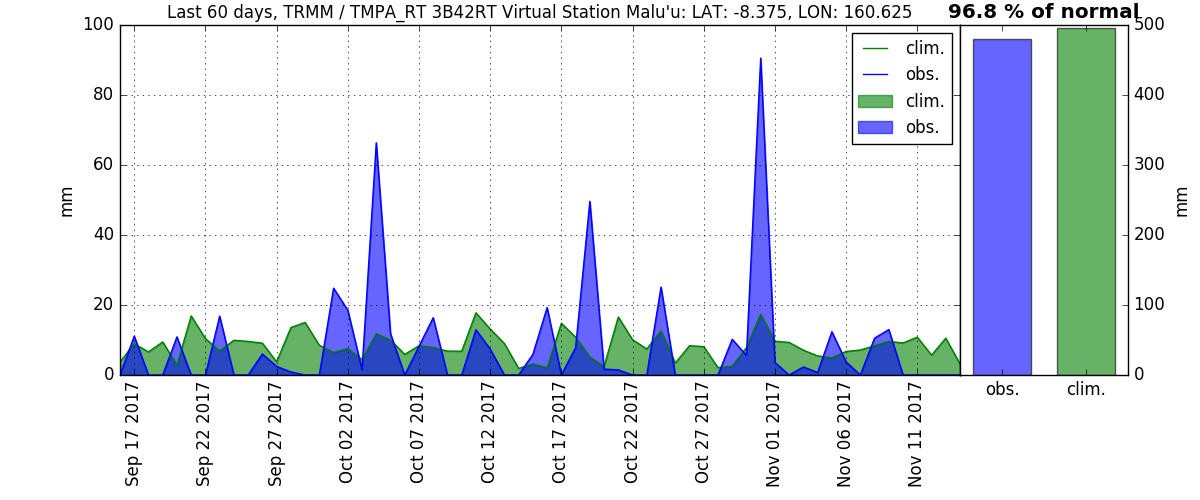 Last 60 days, TRMM / TMPA_RT 3B42RT Virtual Station Malu'u: LAT: -8.375, LON: 160.625
96.8 % of normal
100
80
60
40
20
0
mm
clim.
obs.
clim.
obs.
Sep 17 2017
Sep 22 2017
Sep 27 2017
Oct 02 2017
Oct 07 2017
Oct 12 2017
Oct 17 2017
Oct 22 2017
Oct 27 2017
Nov 01 2017
Nov 06 2017
Nov 11 2017
500
400
300
200
100
0
mm
obs.
clim.